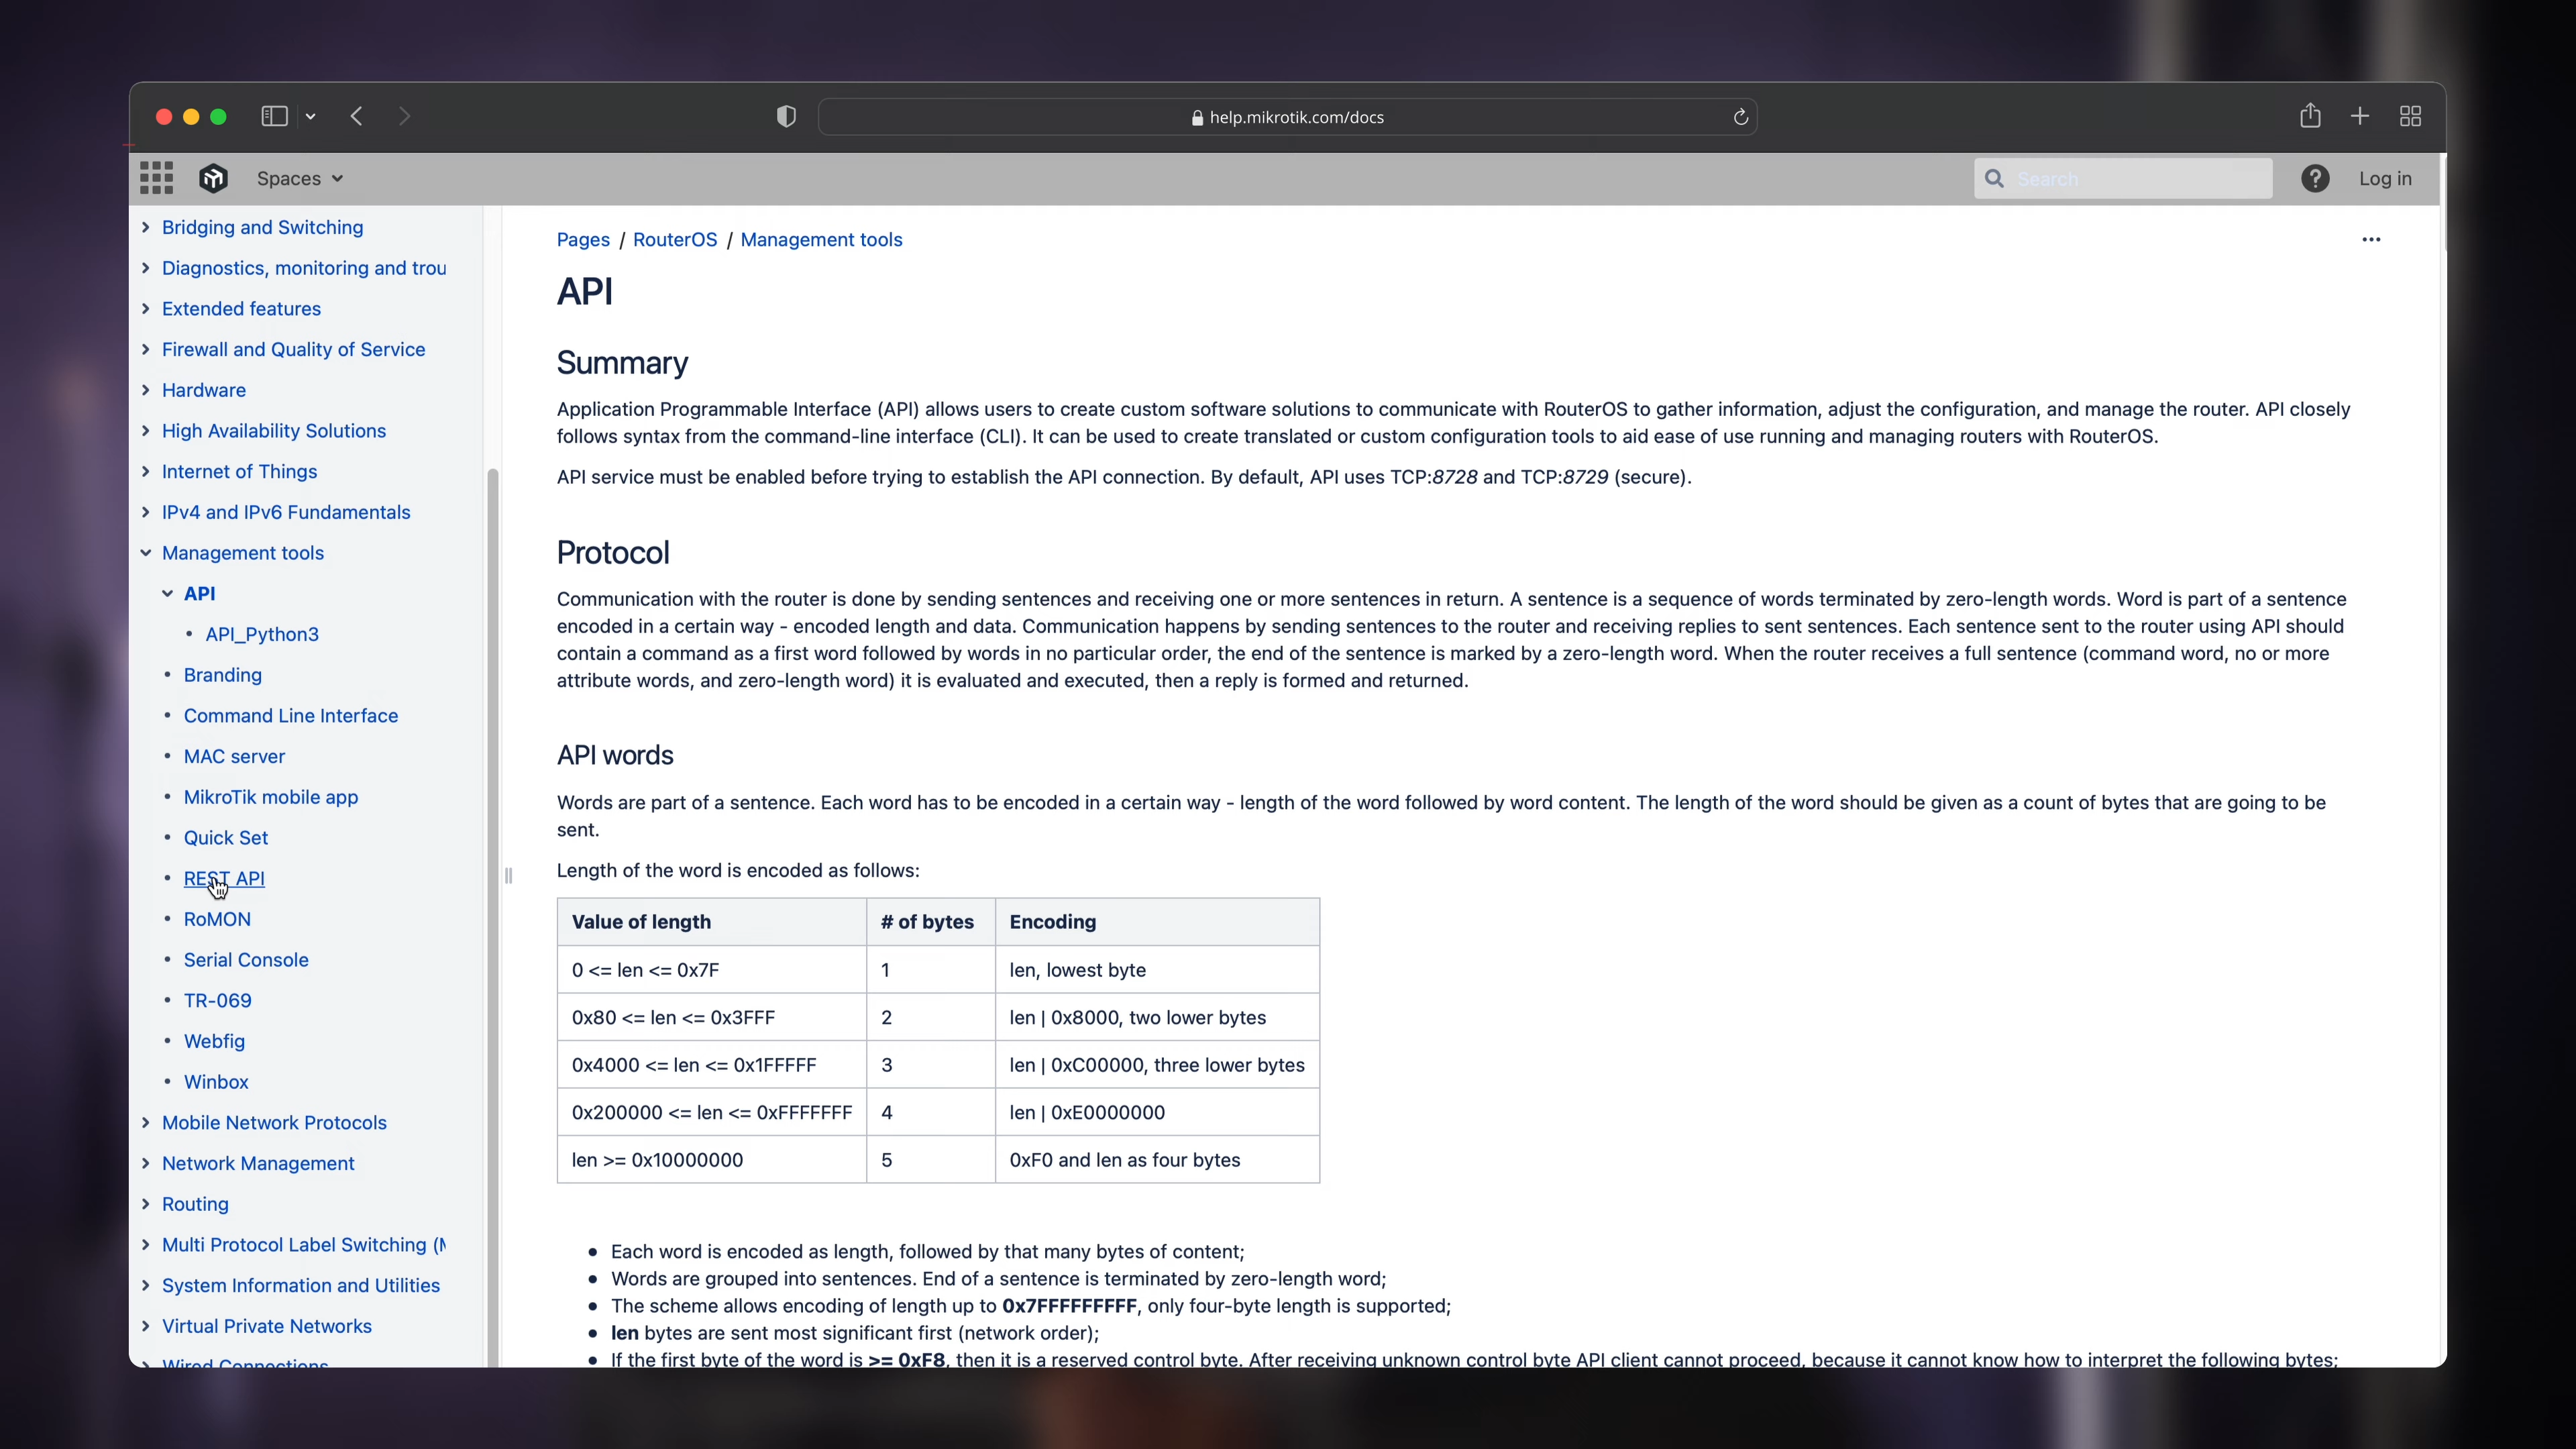 help.mikrotik.com/docs
Spaces
Search
Log in
Bridging and Switching
Diagnostics, monitoring and trou
Extended features
Firewall and Quality of Service
Hardware
High Availability Solutions
Internet of Things
IPv4 and IPv6 Fundamentals
Management tools
API
API_Python3
Branding
Command Line Interface
MAC server
MikroTik mobile app
Quick Set
REST API
RoMON
Serial Console
TR-069
Webfig
Winbox
Mobile Network Protocols
Network Management
Routing
Multi Protocol Label Switching (M
System Information and Utilities
Virtual Private Networks
Wired Connections
Pages / RouterOS / Management tools
API
Summary
Application Programmable Interface (API) allows users to create custom software solutions to communicate with RouterOS to gather information, adjust the configuration, and manage the router. API closely
follows syntax from the command-line interface (CLI). It can be used to create translated or custom configuration tools to aid ease of use running and managing routers with RouterOS.
API service must be enabled before trying to establish the API connection. By default, API uses TCP:8728 and TCP:8729 (secure).
Protocol
Communication with the router is done by sending sentences and receiving one or more sentences in return. A sentence is a sequence of words terminated by zero-length words. Word is part of a sentence
encoded in a certain way - encoded length and data. Communication happens by sending sentences to the router and receiving replies to sent sentences. Each sentence sent to the router using API should
contain a command as a first word followed by words in no particular order, the end of the sentence is marked by a zero-length word. When the router receives a full sentence (command word, no or more
attribute words, and zero-length word) it is evaluated and executed, then a reply is formed and returned.
API words
Words are part of a sentence. Each word has to be encoded in a certain way - length of the word followed by word content. The length of the word should be given as a count of bytes that are going to be
sent.
Length of the word is encoded as follows:
Value of length # of bytes Encoding
0 <= len <= 0x7F 1 len, lowest byte
0x80 <= len <= 0x3FFF 2 len | 0x8000, two lower bytes
0x4000 <= len <= 0x1FFFFF 3 len | 0xC00000, three lower bytes
0x200000 <= len <= 0xFFFFFFF 4 len | 0xE0000000
len >= 0x10000000 5 0xF0 and len as four bytes
• Each word is encoded as length, followed by that many bytes of content;
• Words are grouped into sentences. End of a sentence is terminated by zero-length word;
• The scheme allows encoding of length up to 0x7FFFFFFFFF, only four-byte length is supported;
• len bytes are sent most significant first (network order);
• If the first byte of the word is >= 0xF8, then it is a reserved control byte. After receiving unknown control byte API client cannot proceed, because it cannot know how to interpret the following bytes;